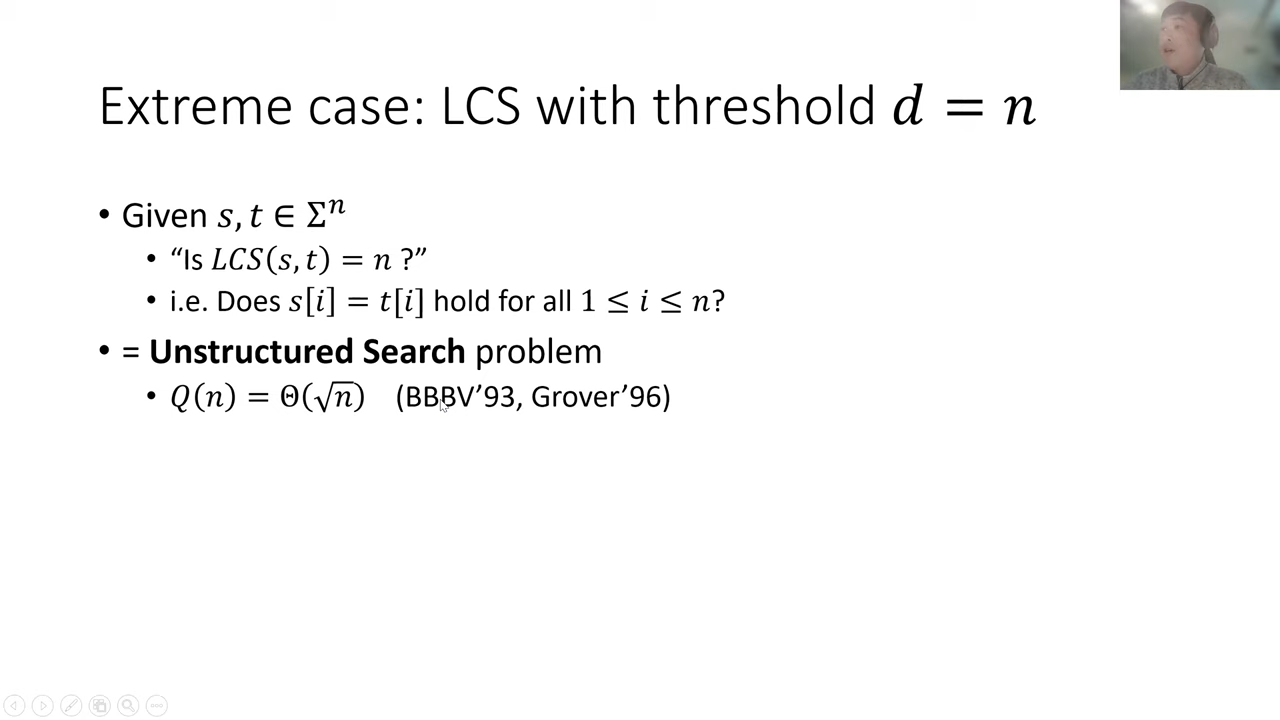 Extreme case: LCS with threshold d = n
• Given s, t ∈ Σⁿ
• “Is LCS(s, t) = n ?”
• i.e. Does s[i] = t[i] hold for all 1 ≤ i ≤ n?
• = Unstructured Search problem
• Q(n) = Θ(√n) (BBBV’93, Grover’96)